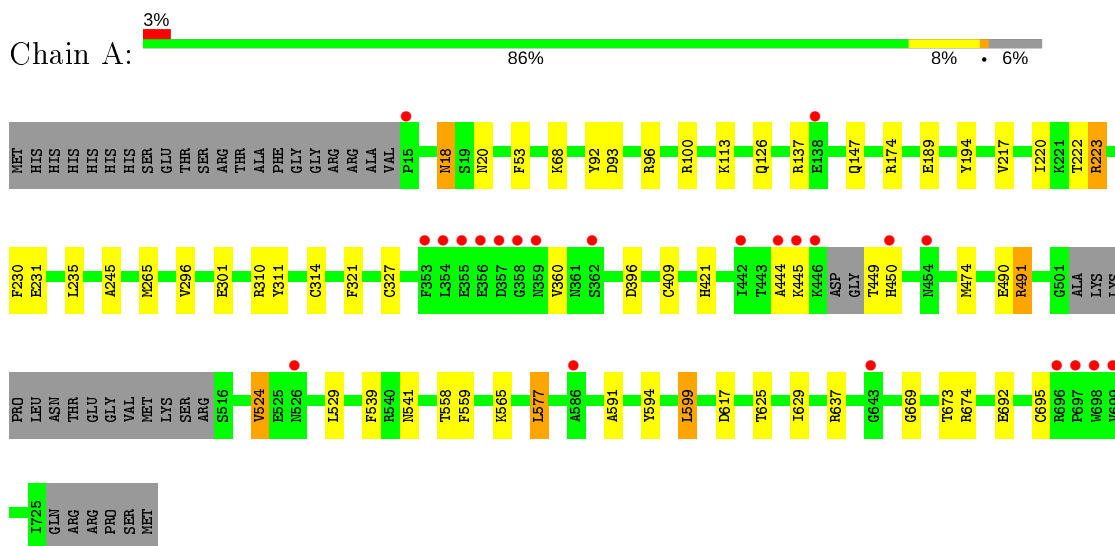 3%
Chain A:
86% 8% • 6%
MET HIS HIS HIS HIS HIS HIS SER GLU THR SER ARG THR ALA PHE GLY GLY ARG ARG ALA VAL P15 N18 S19 N20 F53 K68 Y92 D93 R96 R100 K113 Q126 R137 E138 Q147 R174 E189 Y194 V217 I220 K221 T222 R223
F230 E231 L235 A245 M265 V296 E301 R310 Y311 C314 F321 C327 F353 L354 E355 E356 D357 G358 N359 V360 N361 S362 D396 C409 H421 I442 T443 A444 K445 K446 ASP GLY T449 H450 N454 M474 E490 R491 G501 ALA LYS LYS
PRO LEU ASN THR GLU GLY VAL MET LYS SER ARG S516 V524 E525 N526 L529 F539 R540 N541 T558 F559 K565 L577 A586 A591 Y594 L599 D617 T625 I629 R637 G643 G669 T673 R674 E692 C695 R696 P697 W698
I725 GLN ARG ARG PRO SER MET